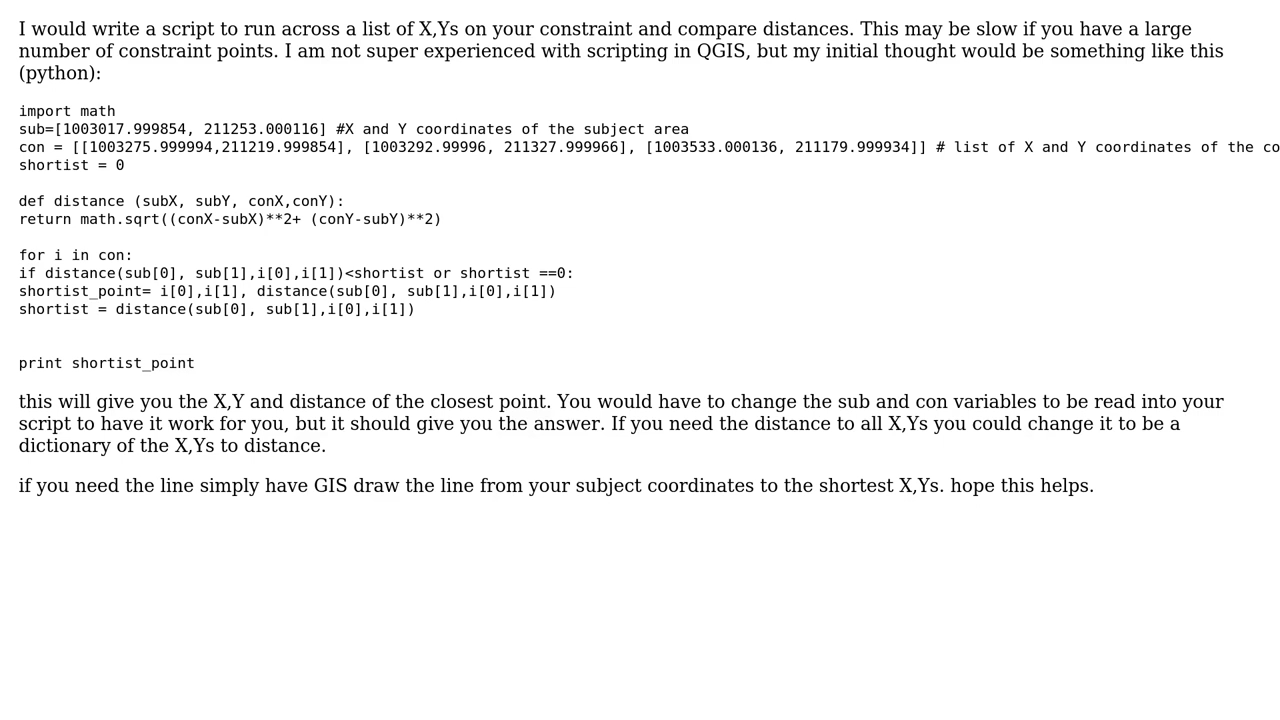 I would write a script to run across a list of X,Ys on your constraint and compare distances. This may be slow if you have a large
number of constraint points. I am not super experienced with scripting in QGIS, but my initial thought would be something like this
(python):
import math
sub=[1003017.999854, 211253.000116] #X and Y coordinates of the subject area
con = [[1003275.999994,211219.999854], [1003292.99996, 211327.999966], [1003533.000136, 211179.999934]] # list of X and Y coordinates of the co
shortist = 0
def distance (subX, subY, conX,conY):
return math.sqrt((conX-subX)**2+ (conY-subY)**2)
for i in con:
if distance(sub[0], sub[1],i[0],i[1])<shortist or shortist ==0:
shortist_point= i[0],i[1], distance(sub[0], sub[1],i[0],i[1])
shortist = distance(sub[0], sub[1],i[0],i[1])
print shortist_point
this will give you the X,Y and distance of the closest point. You would have to change the sub and con variables to be read into your
script to have it work for you, but it should give you the answer. If you need the distance to all X,Ys you could change it to be a
dictionary of the X,Ys to distance.
if you need the line simply have GIS draw the line from your subject coordinates to the shortest X,Ys. hope this helps.